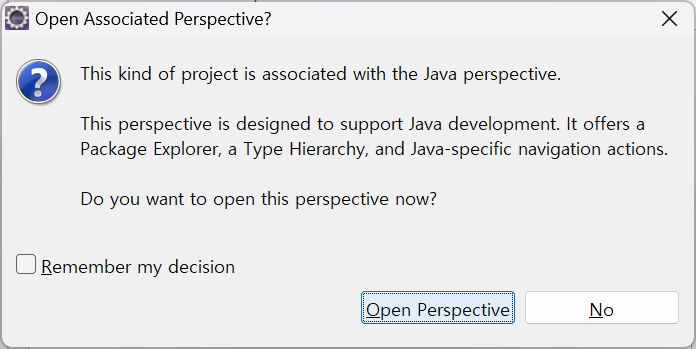 Open Associated Perspective?
This kind of project is associated with the Java perspective.
This perspective is designed to support Java development. It offers a
Package Explorer, a Type Hierarchy, and Java-specific navigation actions.
Do you want to open this perspective now?
Remember my decision
Open Perspective
No